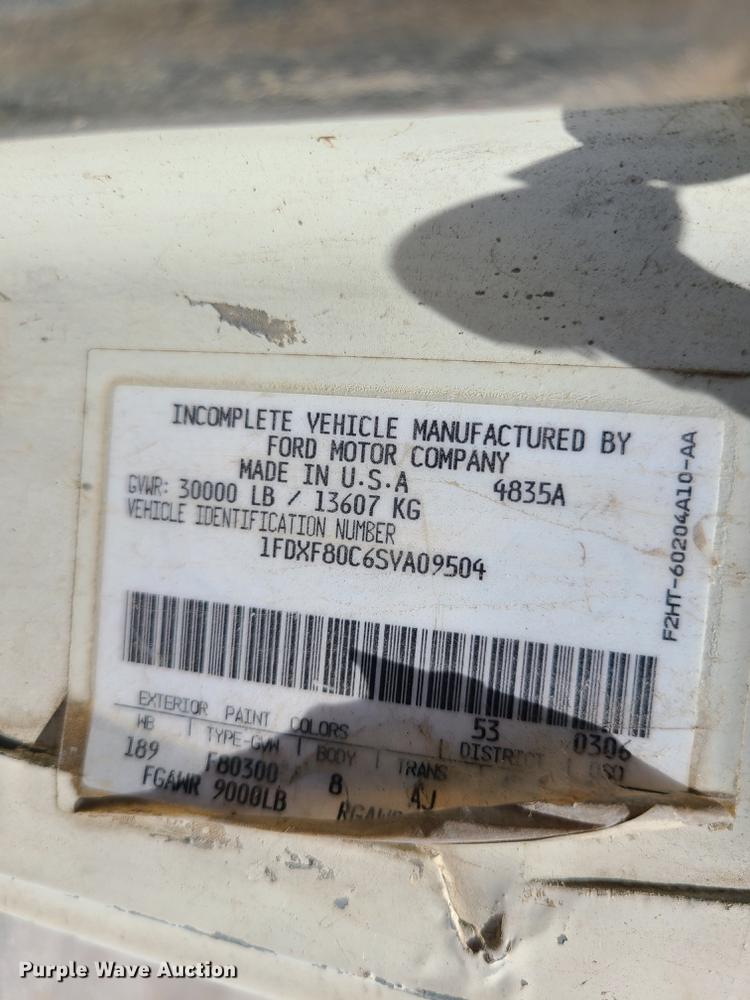 INCOMPLETE VEHICLE MANUFACTURED BY
FORD MOTOR COMPANY
MADE IN U.S.A
4835A
GVWR: 30000 LB / 13607 KG
VEHICLE IDENTIFICATION NUMBER
1FDXF80C6SVA09504
F2HT-60204A10-AA
EXTERIOR PAINT COLORS
53
0306
WB | TYPE-GVW | BODY | TRANS | DISTRICT | DSO
189 F80300 8 AJ
FGAWR 9000LB
Purple Wave Auction